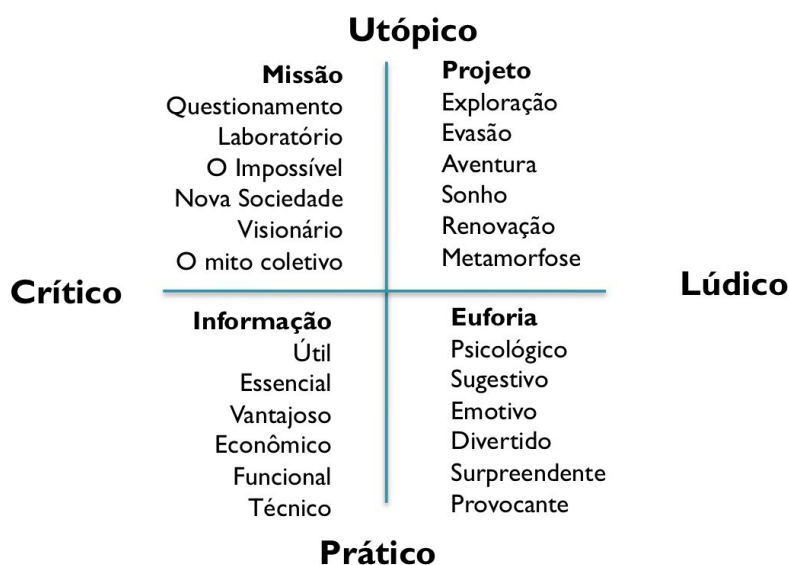 Utópico
Missão
Questionamento
Laboratório
O Impossível
Nova Sociedade
Visionário
O mito coletivo
Projeto
Exploração
Evasão
Aventura
Sonho
Renovação
Metamorfose
Crítico
Lúdico
Informação
Útil
Essencial
Vantajoso
Econômico
Funcional
Técnico
Euforia
Psicológico
Sugestivo
Emotivo
Divertido
Surpreendente
Provocante
Prático